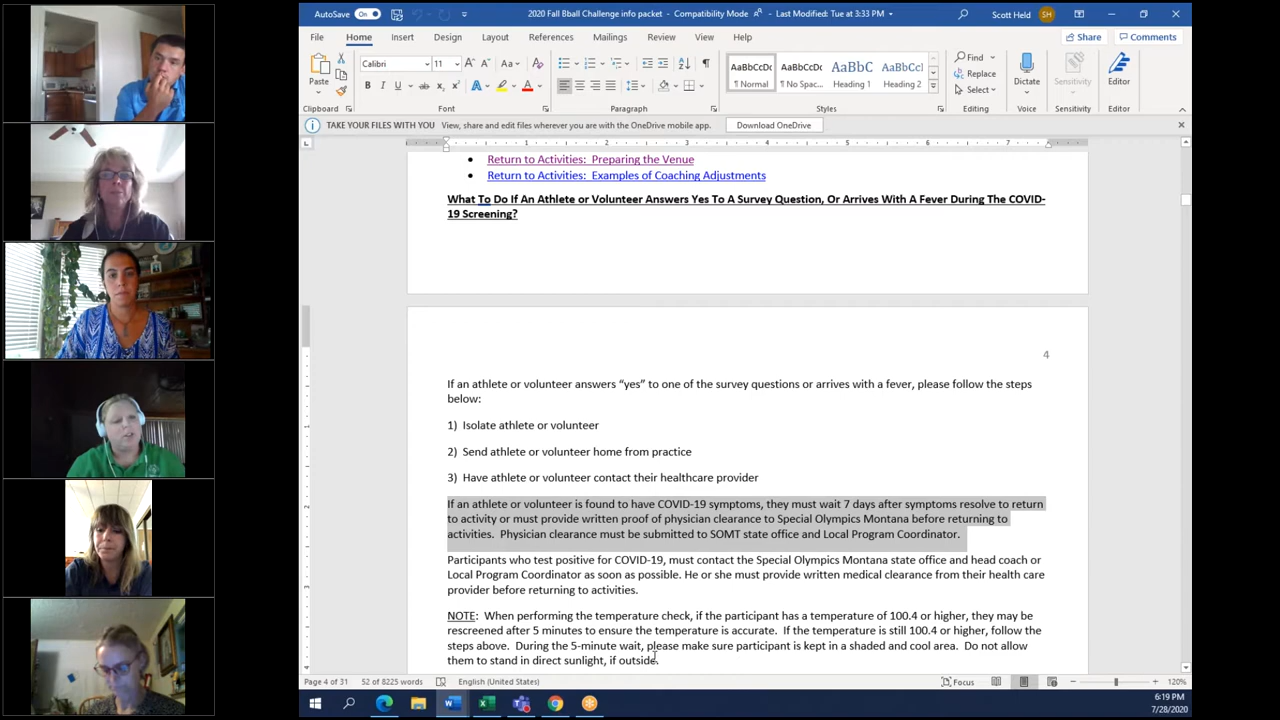 AutoSave On
2020 Fall Bball Challenge info packet - Compatibility Mode - Last Modified: Tue at 3:33 PM
Scott Held SH
File Home Insert Design Layout References Mailings Review View Help Share Comments
Paste
Calibri 11 Aa
B I U ab x
AaBbCcDc AaBbCcDc AaBbC AaBbCc
¶ Normal ¶ No Spac... Heading 1 Heading 2
Find
Replace
Select
Dictate Sensitivity Editor
Clipboard Font Paragraph Styles Editing Voice Sensitivity Editor
TAKE YOUR FILES WITH YOU View, share and edit files wherever you are with the OneDrive mobile app. Download OneDrive
1 2 3 4 5 6 7
• Return to Activities: Preparing the Venue
• Return to Activities: Examples of Coaching Adjustments
What To Do If An Athlete or Volunteer Answers Yes To A Survey Question, Or Arrives With A Fever During The COVID-
19 Screening?
4
If an athlete or volunteer answers “yes” to one of the survey questions or arrives with a fever, please follow the steps
below:
1) Isolate athlete or volunteer
2) Send athlete or volunteer home from practice
3) Have athlete or volunteer contact their healthcare provider
If an athlete or volunteer is found to have COVID-19 symptoms, they must wait 7 days after symptoms resolve to return
to activity or must provide written proof of physician clearance to Special Olympics Montana before returning to
activities. Physician clearance must be submitted to SOMT state office and Local Program Coordinator.
Participants who test positive for COVID-19, must contact the Special Olympics Montana state office and head coach or
Local Program Coordinator as soon as possible. He or she must provide written medical clearance from their health care
provider before returning to activities.
NOTE: When performing the temperature check, if the participant has a temperature of 100.4 or higher, they may be
rescreened after 5 minutes to ensure the temperature is accurate. If the temperature is still 100.4 or higher, follow the
steps above. During the 5-minute wait, please make sure participant is kept in a shaded and cool area. Do not allow
them to stand in direct sunlight, if outside.
Page 4 of 31 52 of 8225 words English (United States) Focus 120%
6:19 PM
7/28/2020